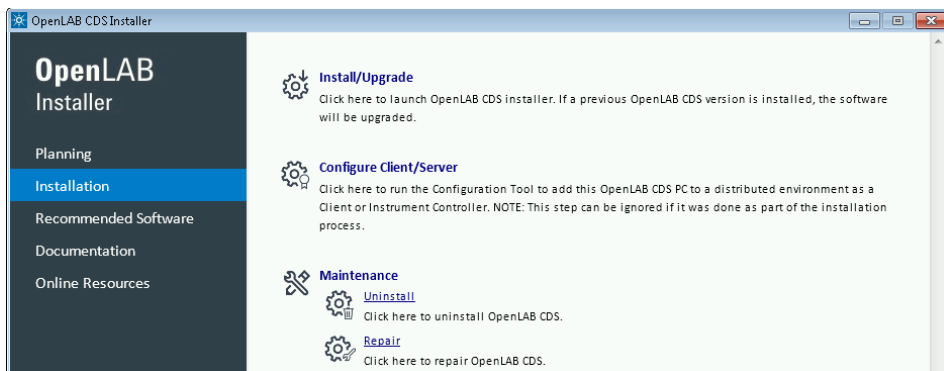 OpenLAB CDS Installer
OpenLAB
Installer
Planning
Installation
Recommended Software
Documentation
Online Resources
Install/Upgrade
Click here to launch OpenLAB CDS installer. If a previous OpenLAB CDS version is installed, the software
will be upgraded.
Configure Client/Server
Click here to run the Configuration Tool to add this OpenLAB CDS PC to a distributed environment as a
Client or Instrument Controller. NOTE: This step can be ignored if it was done as part of the installation
process.
Maintenance
Uninstall
Click here to uninstall OpenLAB CDS.
Repair
Click here to repair OpenLAB CDS.